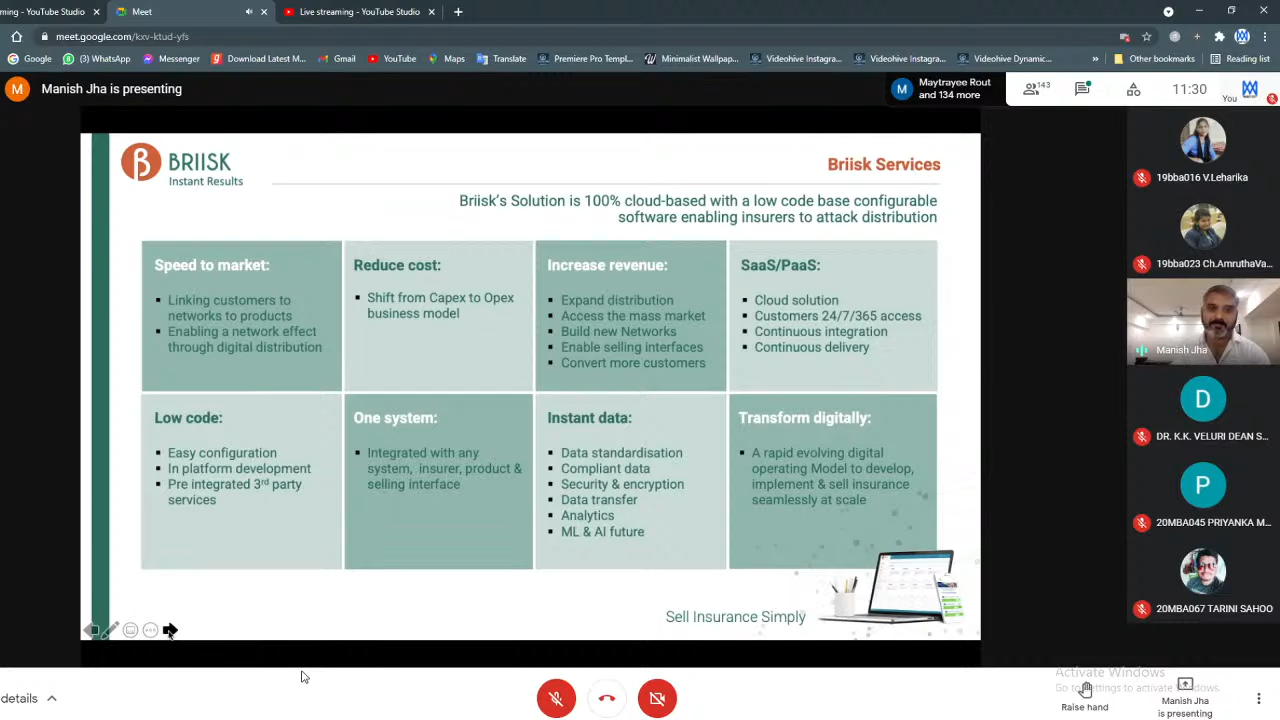 ming - YouTube Studio
Meet
Live streaming - YouTube Studio
meet.google.com/kxv-ktud-yfs
Google
(3) WhatsApp
Messenger
Download Latest M...
Gmail
YouTube
Maps
Translate
Premiere Pro Templ...
Minimalist Wallpap...
Videohive Instagra...
Videohive Instagra...
Videohive Dynamic...
»
Other bookmarks
Reading list
M
Manish Jha is presenting
M
Maytrayee Rout
and 134 more
143
11:30
You
BRIISK
Instant Results
Briisk Services
Briisk's Solution is 100% cloud-based with a low code base configurable
software enabling insurers to attack distribution
Speed to market:
▪ Linking customers to
networks to products
▪ Enabling a network effect
through digital distribution
Reduce cost:
▪ Shift from Capex to Opex
business model
Increase revenue:
▪ Expand distribution
▪ Access the mass market
▪ Build new Networks
▪ Enable selling interfaces
▪ Convert more customers
SaaS/PaaS:
▪ Cloud solution
▪ Customers 24/7/365 access
▪ Continuous integration
▪ Continuous delivery
Low code:
▪ Easy configuration
▪ In platform development
▪ Pre integrated 3rd party
services
One system:
▪ Integrated with any
system, insurer, product &
selling interface
Instant data:
▪ Data standardisation
▪ Compliant data
▪ Security & encryption
▪ Data transfer
▪ Analytics
▪ ML & AI future
Transform digitally:
▪ A rapid evolving digital
operating Model to develop,
implement & sell insurance
seamlessly at scale
Sell Insurance Simply
19bba016 V.Leharika
19bba023 Ch.AmruthaVa...
Manish Jha
D
DR. K.K. VELURI DEAN S...
P
20MBA045 PRIYANKA M...
20MBA067 TARINI SAHOO
details
Activate Windows
Go to Settings to activate Windows.
Raise hand
Manish Jha
is presenting